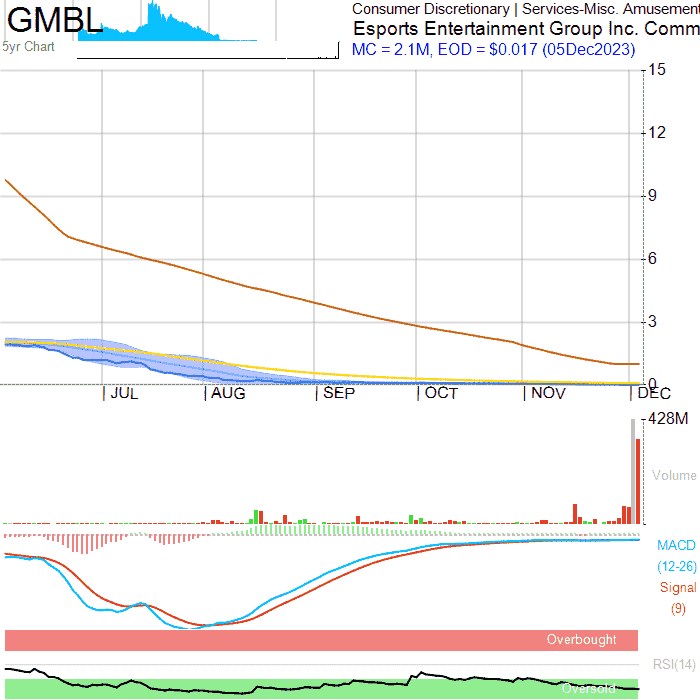 GMBL
Consumer Discretionary | Services-Misc. Amusement
Esports Entertainment Group Inc. Comm
5yr Chart
MC = 2.1M, EOD = $0.017 (05Dec2023)
15
12
9
6
3
0
JUL
AUG
SEP
OCT
NOV
DEC
428M
Volume
MACD
(12-26)
Signal
(9)
Overbought
RSI(14)
Oversold